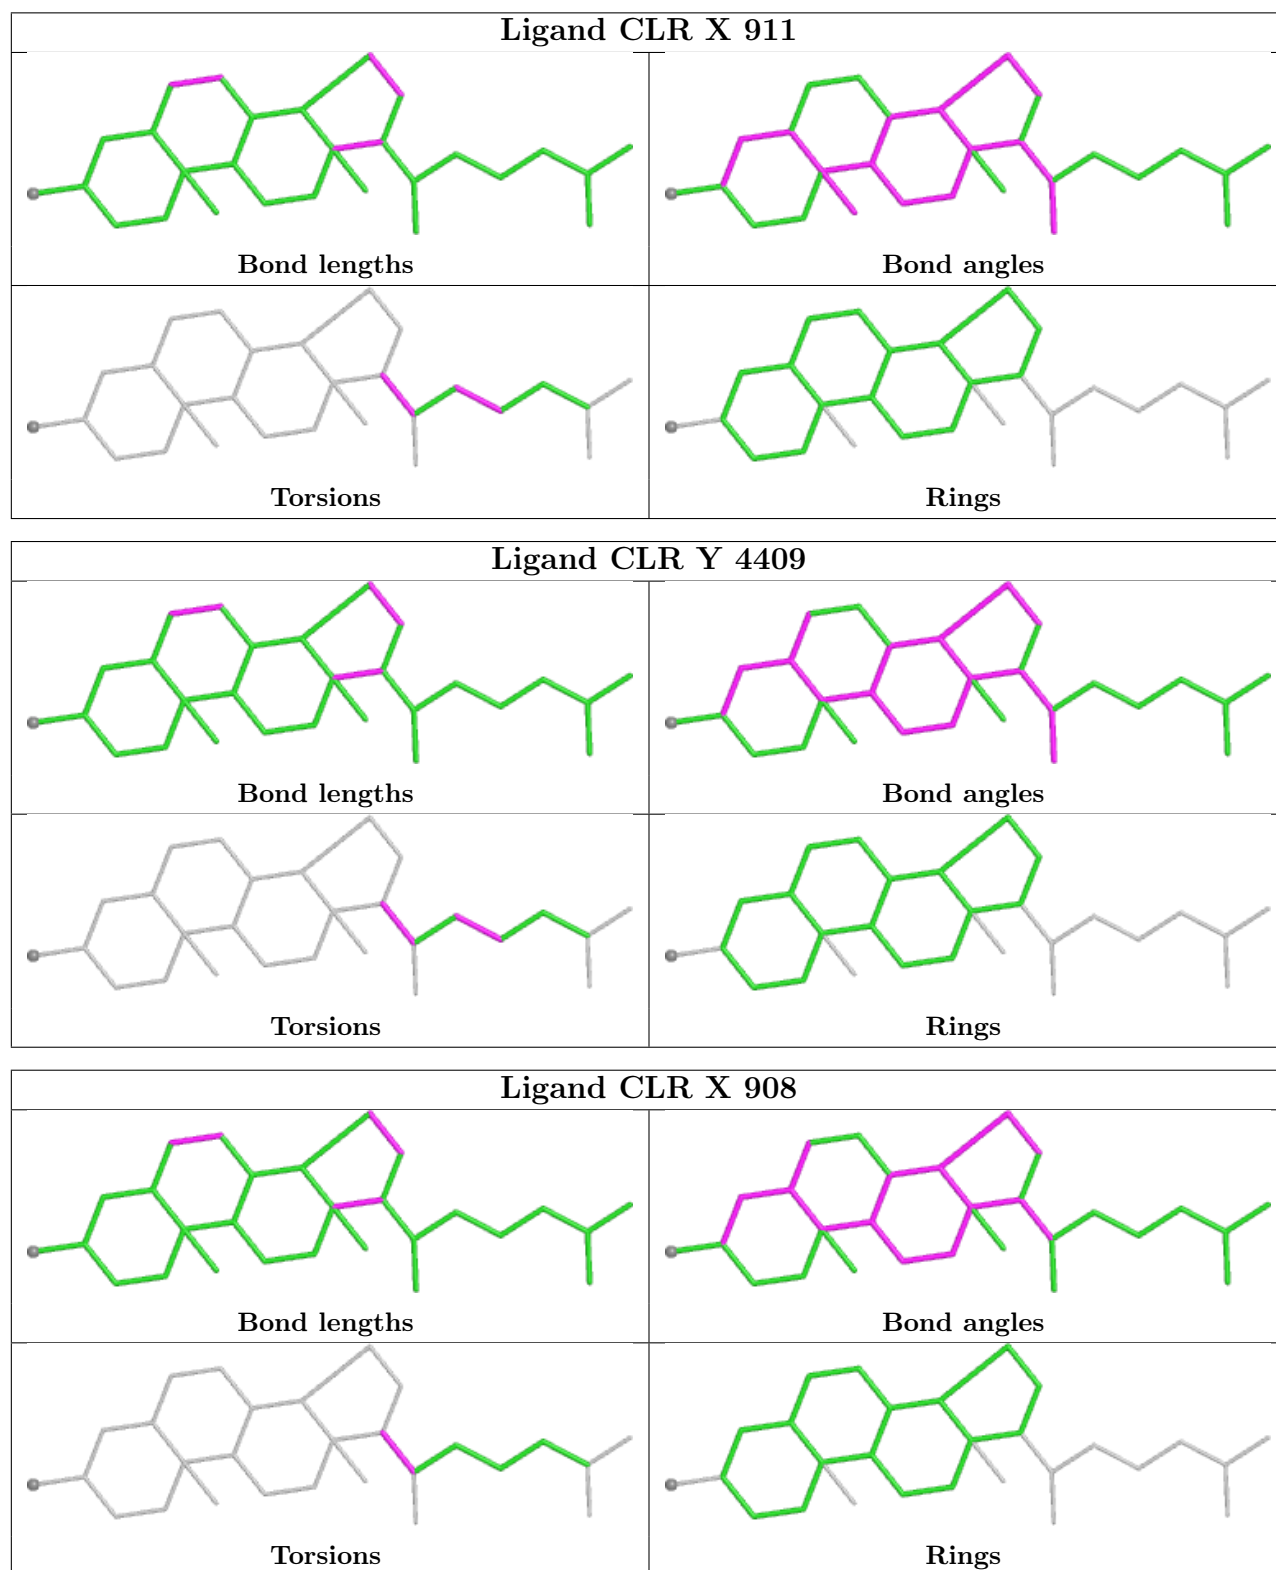 Ligand CLR X 911
Bond lengths
Bond angles
Torsions
Rings
Ligand CLR Y 4409
Bond lengths
Bond angles
Torsions
Rings
Ligand CLR X 908
Bond lengths
Bond angles
Torsions
Rings